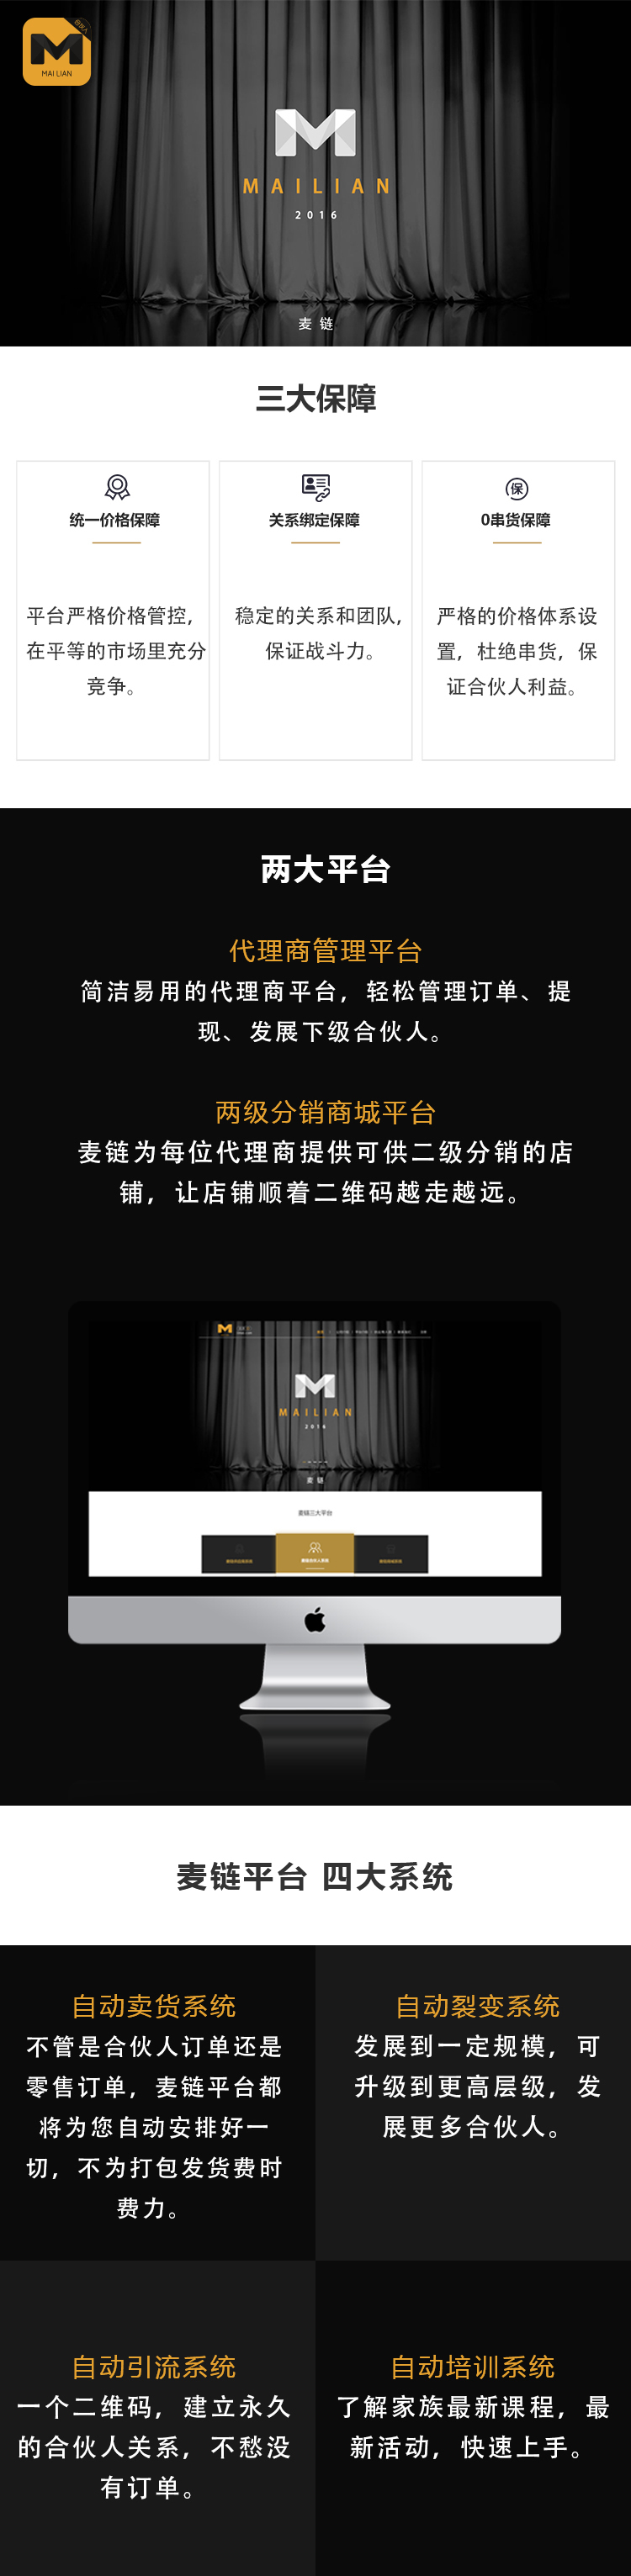 合伙人
MAI LIAN
MAILIAN
2016
麦 链
三大保障
统一价格保障
平台严格价格管控，
在平等的市场里充分
竞争。
关系绑定保障
稳定的关系和团队，
保证战斗力。
保
0串货保障
严格的价格体系设
置，杜绝串货，保
证合伙人利益。
两大平台
代理商管理平台
简洁易用的代理商平台，轻松管理订单、提
现、发展下级合伙人。
两级分销商城平台
麦链为每位代理商提供可供二级分销的店
铺，让店铺顺着二维码越走越远。
MAILIAN
2016
麦 链
麦链三大平台
麦链平台 四大系统
自动卖货系统
不管是合伙人订单还是
零售订单，麦链平台都
将为您自动安排好一
切，不为打包发货费时
费力。
自动裂变系统
发展到一定规模，可
升级到更高层级，发
展更多合伙人。
自动引流系统
一个二维码，建立永久
的合伙人关系，不愁没
有订单。
自动培训系统
了解家族最新课程，最
新活动，快速上手。